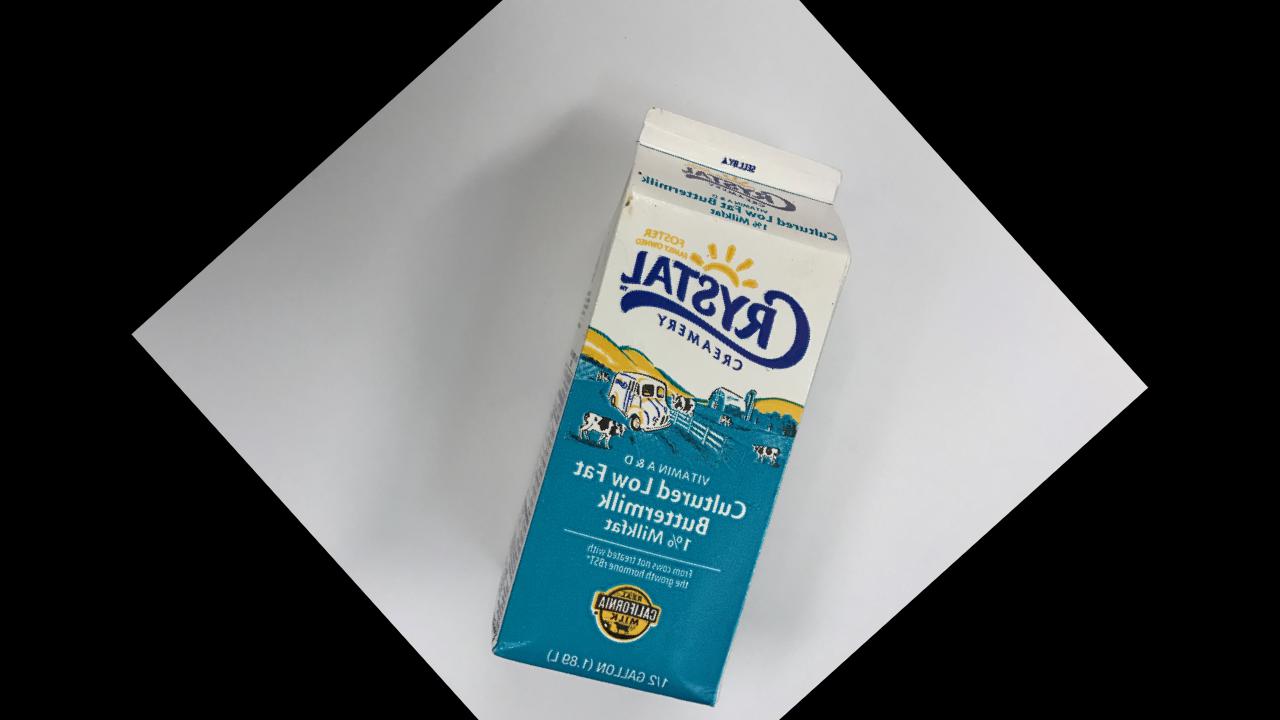 SELL BY A
CRYSTAL
CREAMERY
VITAMIN A & D
Cultured Low Fat Buttermilk
1% Milkfat
FOSTER
FAMILY OWNED
CRYSTAL
CREAMERY
VITAMIN A & D
Cultured Low Fat
Buttermilk
1% Milkfat
From cows not treated with
the growth hormone rBST*
REAL
CALIFORNIA
MILK
1/2 GALLON (1.89 L)